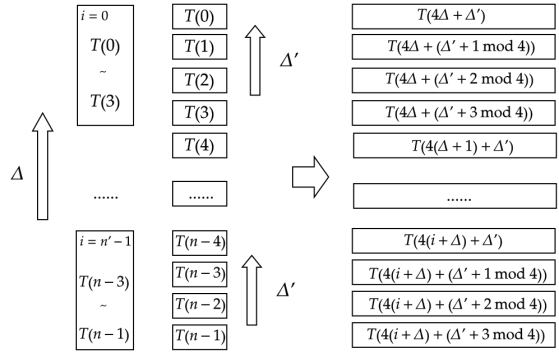 i = 0
T(0)
~
T(3)
Δ
......
i = n′ − 1
T(n − 3)
~
T(n − 1)
T(0)
T(1)
T(2)
T(3)
T(4)
......
T(n − 4)
T(n − 3)
T(n − 2)
T(n − 1)
Δ′
Δ′
T(4Δ + Δ′)
T(4Δ + (Δ′ + 1 mod 4))
T(4Δ + (Δ′ + 2 mod 4))
T(4Δ + (Δ′ + 3 mod 4))
T(4(Δ + 1) + Δ′)
......
T(4(i + Δ) + Δ′)
T(4(i + Δ) + (Δ′ + 1 mod 4))
T(4(i + Δ) + (Δ′ + 2 mod 4))
T(4(i + Δ) + (Δ′ + 3 mod 4))